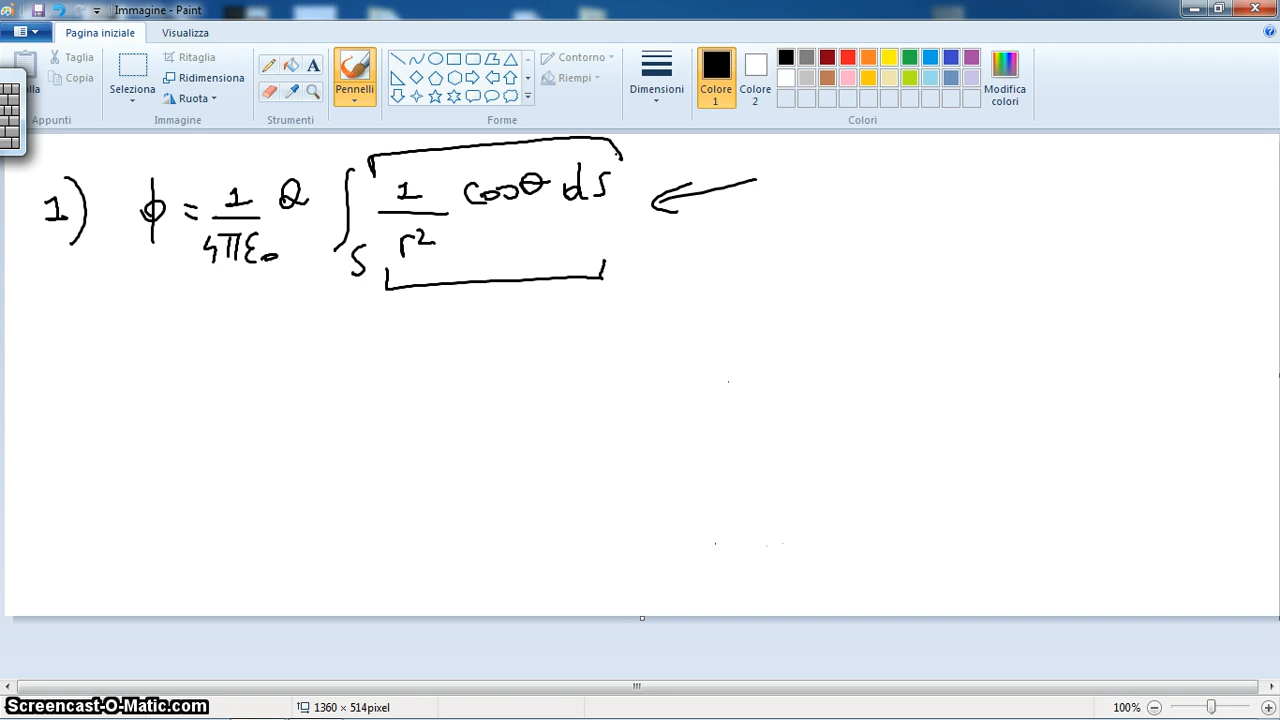 Immagine - Paint
Pagina iniziale Visualizza
Taglia
Copia
Appunti
Seleziona
Ritaglia
Ridimensiona
Ruota
Immagine
Strumenti
Pennelli
Contorno
Riempi
Forme
Dimensioni
Colore 1
Colore 2
Modifica colori
Colori
1) ϕ = 1/4πε₀ Q ∫S 1/r² cosθ dS
Screencast-O-Matic.com
1360 × 514pixel
100%